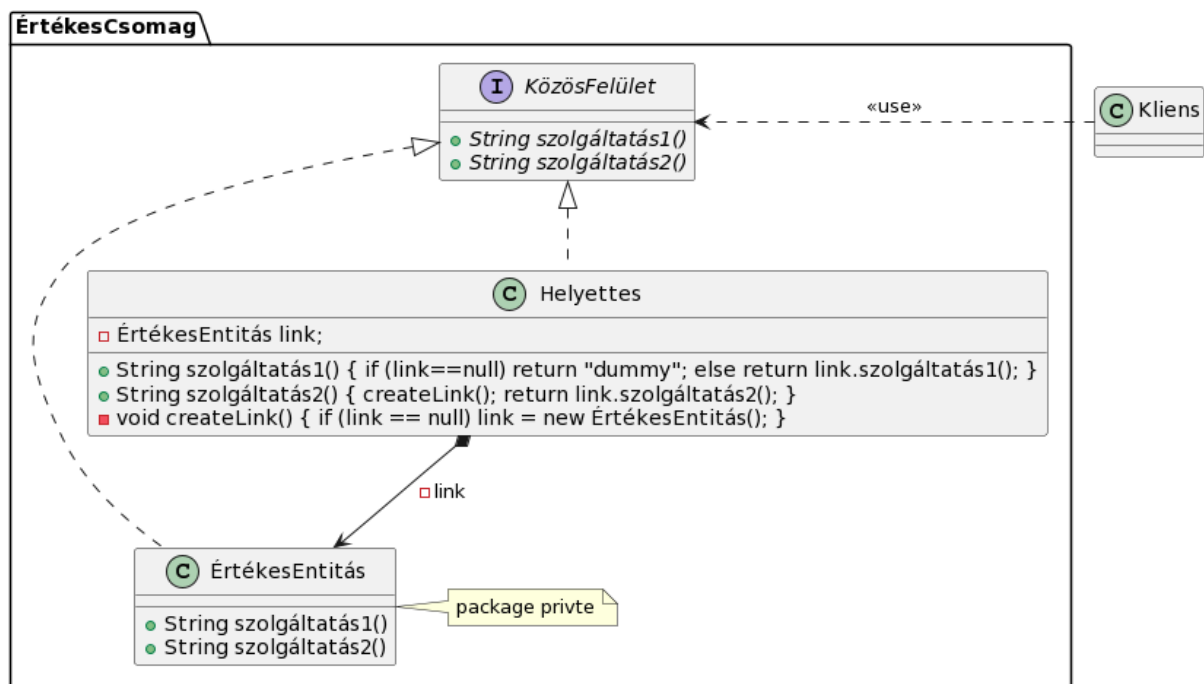 ÉrtékesCsomag
I KözösFelület
String szolgáltatás1()
String szolgáltatás2()
«use»
C Kliens
C Helyettes
ÉrtékesEntitás link;
String szolgáltatás1() { if (link==null) return "dummy"; else return link.szolgáltatás1(); }
String szolgáltatás2() { createLink(); return link.szolgáltatás2(); }
void createLink() { if (link == null) link = new ÉrtékesEntitás(); }
link
C ÉrtékesEntitás
String szolgáltatás1()
String szolgáltatás2()
package privte